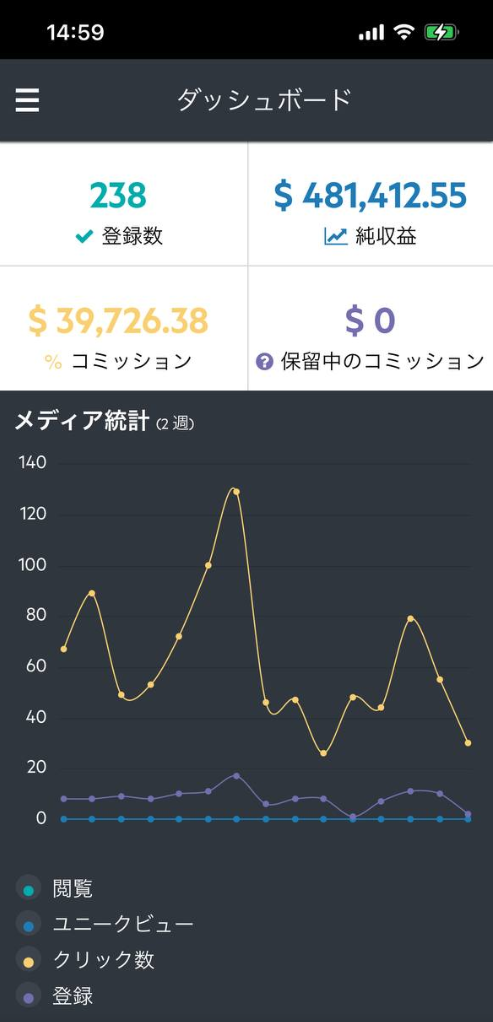 14:59
ダッシュボード
238
登録数
$ 481,412.55
純収益
$ 39,726.38
% コミッション
$ 0
? 保留中のコミッション
メディア統計 (2 週)
140
120
100
80
60
40
20
0
閲覧
ユニークビュー
クリック数
登録